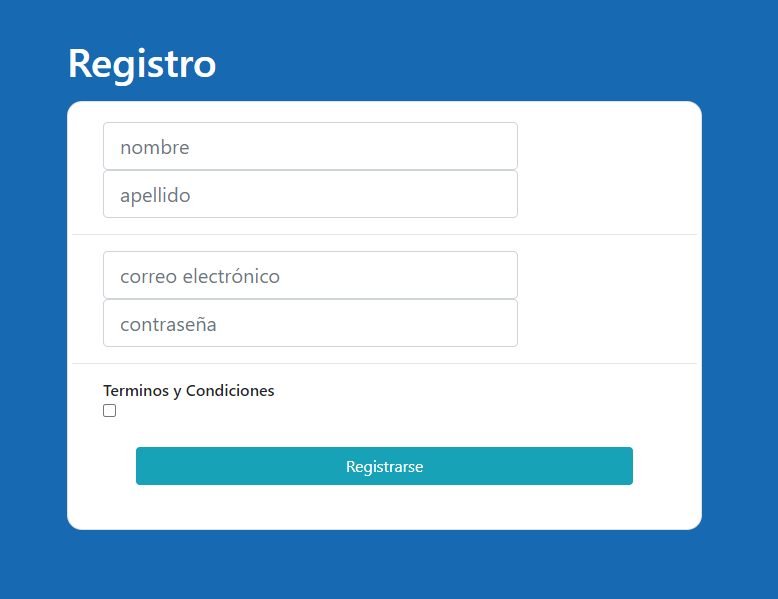 Registro
nombre
apellido
correo electrónico
contraseña
Terminos y Condiciones
Registrarse